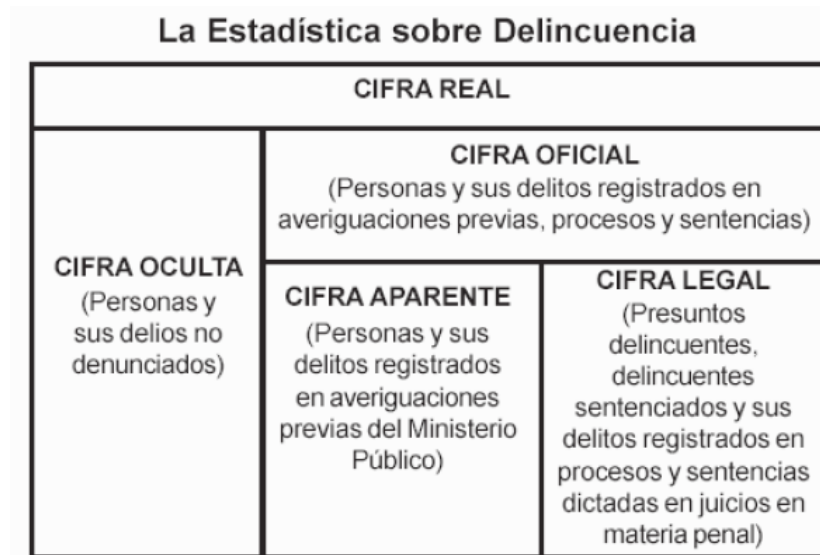 La Estadística sobre Delincuencia
CIFRA REAL
CIFRA OFICIAL
(Personas y sus delitos registrados en
averiguaciones previas, procesos y sentencias)
CIFRA OCULTA
(Personas y
sus delios no
denunciados)
CIFRA APARENTE
(Personas y sus
delitos registrados
en averiguaciones
previas del Ministerio
Público)
CIFRA LEGAL
(Presuntos
delincuentes,
delincuentes
sentenciados y sus
delitos registrados en
procesos y sentencias
dictadas en juicios en
materia penal)